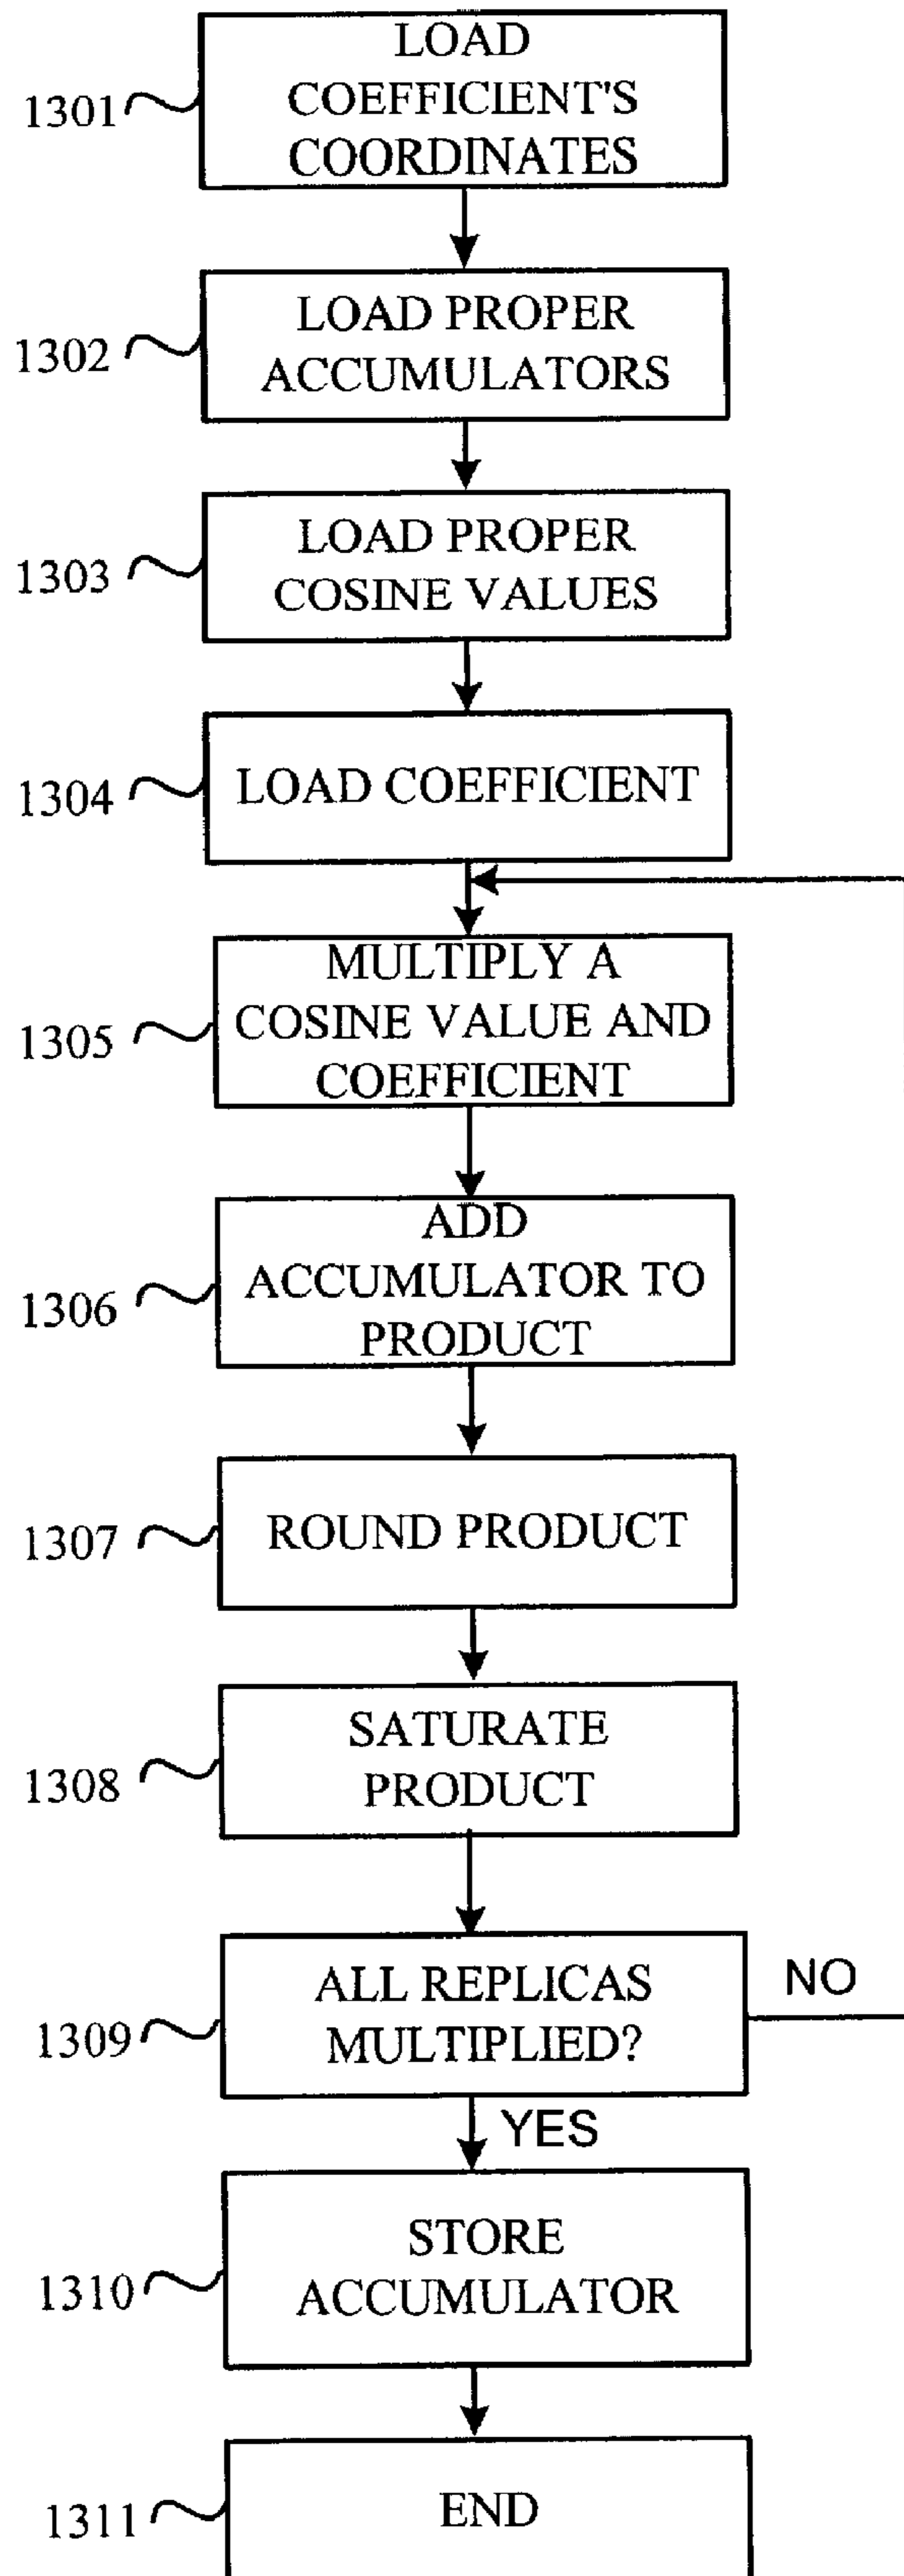 LOAD
COEFFICIENT'S
COORDINATES
1301
LOAD PROPER
ACCUMULATORS
1302
LOAD PROPER
COSINE VALUES
1303
LOAD COEFFICIENT
1304
MULTIPLY A
COSINE VALUE AND
COEFFICIENT
1305
ADD
ACCUMULATOR TO
PRODUCT
1306
ROUND PRODUCT
1307
SATURATE
PRODUCT
1308
ALL REPLICAS
MULTIPLIED?
1309
NO
YES
STORE
ACCUMULATOR
1310
END
1311